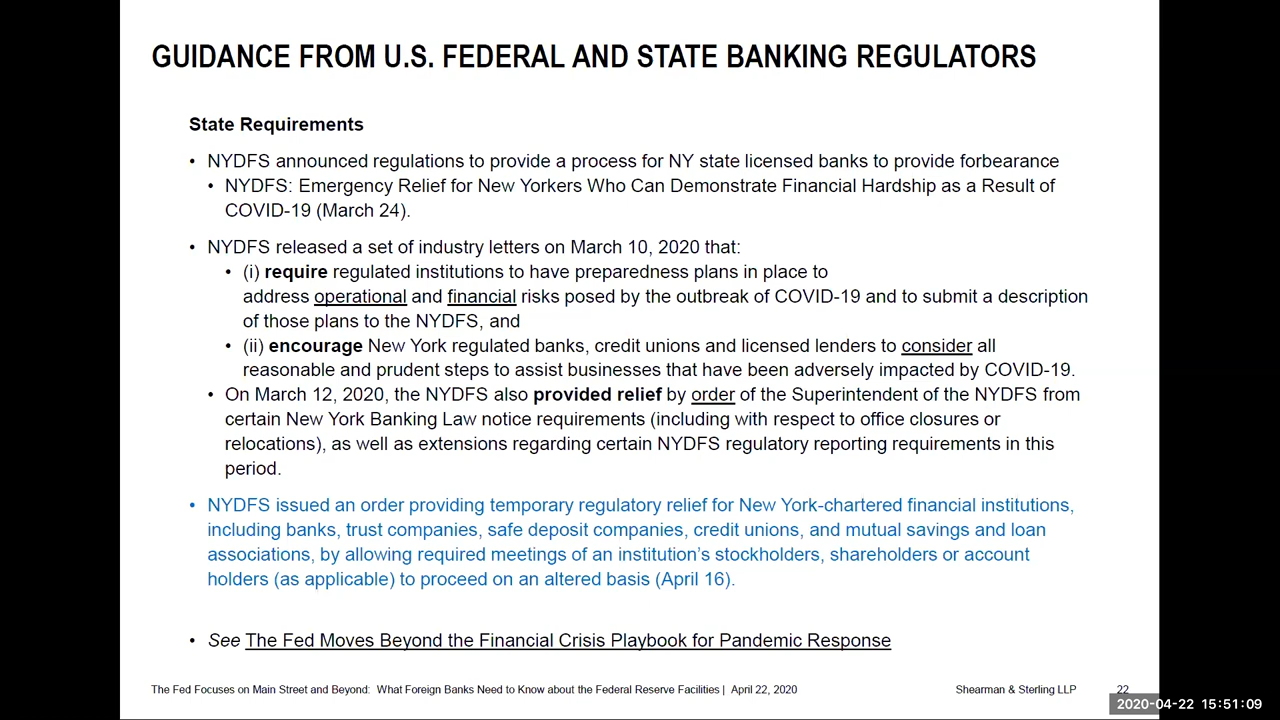 GUIDANCE FROM U.S. FEDERAL AND STATE BANKING REGULATORS
State Requirements
• NYDFS announced regulations to provide a process for NY state licensed banks to provide forbearance
• NYDFS: Emergency Relief for New Yorkers Who Can Demonstrate Financial Hardship as a Result of
COVID-19 (March 24).
• NYDFS released a set of industry letters on March 10, 2020 that:
• (i) require regulated institutions to have preparedness plans in place to
address operational and financial risks posed by the outbreak of COVID-19 and to submit a description
of those plans to the NYDFS, and
• (ii) encourage New York regulated banks, credit unions and licensed lenders to consider all
reasonable and prudent steps to assist businesses that have been adversely impacted by COVID-19.
• On March 12, 2020, the NYDFS also provided relief by order of the Superintendent of the NYDFS from
certain New York Banking Law notice requirements (including with respect to office closures or
relocations), as well as extensions regarding certain NYDFS regulatory reporting requirements in this
period.
• NYDFS issued an order providing temporary regulatory relief for New York-chartered financial institutions,
including banks, trust companies, safe deposit companies, credit unions, and mutual savings and loan
associations, by allowing required meetings of an institution's stockholders, shareholders or account
holders (as applicable) to proceed on an altered basis (April 16).
• See The Fed Moves Beyond the Financial Crisis Playbook for Pandemic Response
The Fed Focuses on Main Street and Beyond: What Foreign Banks Need to Know about the Federal Reserve Facilities | April 22, 2020 Shearman & Sterling LLP 22
2020-04-22 15:51:09